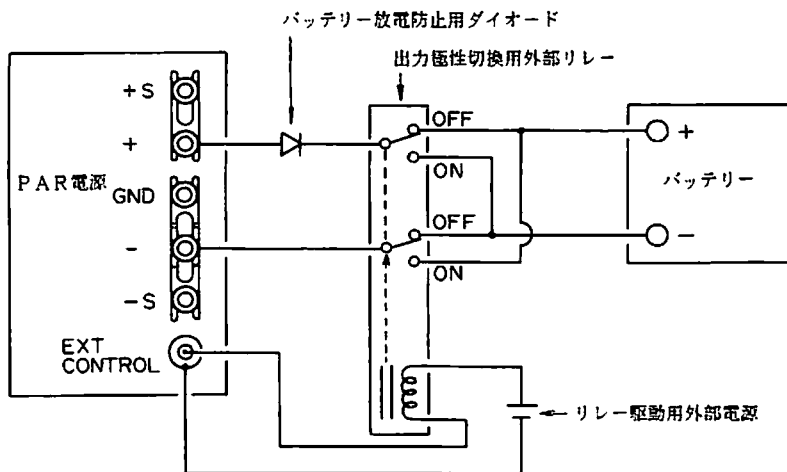 バッテリー放電防止用ダイオード
出力極性切換用外部リレー
+S
+
PAR電源
GND
-
-S
EXT
CONTROL
OFF
ON
OFF
ON
+
バッテリー
-
リレー駆動用外部電源